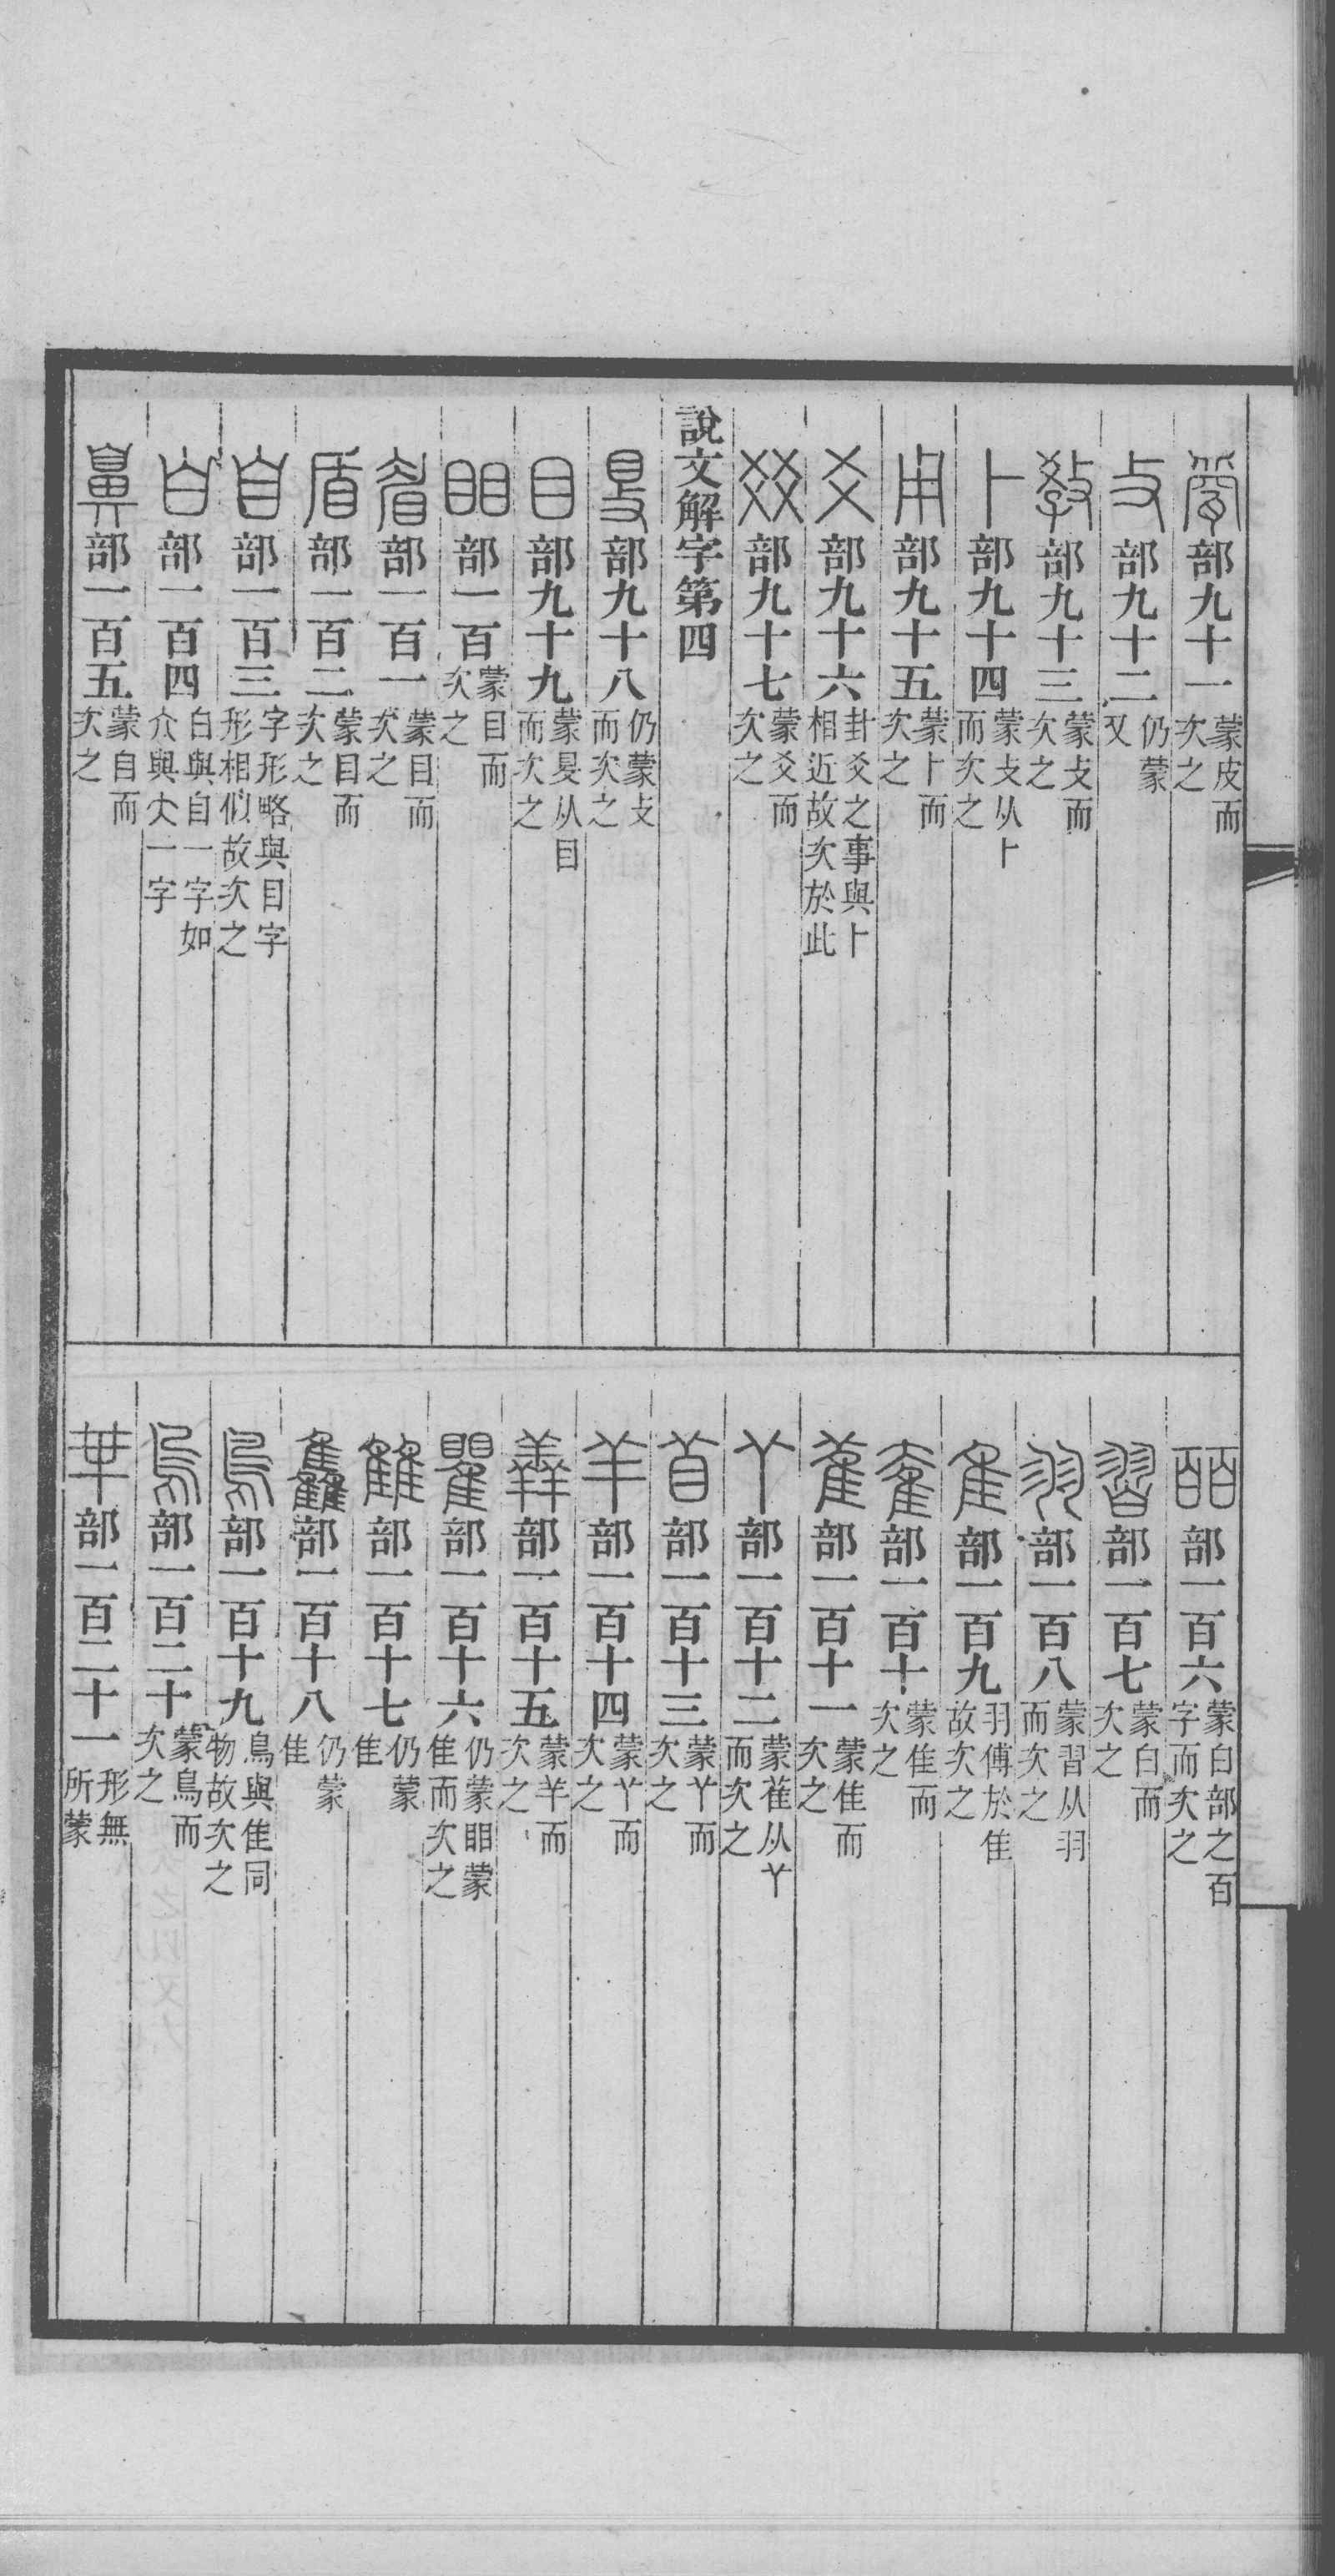 㼱部九十一蒙皮而次之
攴部九十二仍蒙又
敎部九十三蒙攴而次之
卜部九十四蒙攴从卜而次之
用部九十五蒙卜而次之
爻部九十六卦爻之事與卜相近故次於此
㸚部九十七蒙爻而次之
說文解字第四
𥄎部九十八仍蒙攴而次之
目部九十九蒙𥄎从目而次之
䀠部一百蒙目而次之
眉部一百一蒙目而次之
盾部一百二蒙目而次之
自部一百三字形略與目字形相似故次之
白部一百四白與自一字如𠆲與大一字
鼻部一百五蒙自而次之
皕部一百六蒙白部之百字而次之
習部一百七蒙白而次之
羽部一百八蒙習从羽而次之
隹部一百九羽傅於隹故次之
奞部一百十蒙隹而次之
雈部一百十一蒙隹而次之
𠁥部一百十二蒙雈从𠁥而次之
𥄕部一百十三蒙𠁥而次之
羊部一百十四蒙𠁥而次之
羴部一百十五蒙羊而次之
瞿部一百十六仍蒙䀠蒙隹而次之
雔部一百十七仍蒙隹
雥部一百十八仍蒙隹
鳥部一百十九鳥與隹同物故次之
烏部一百二十蒙鳥而次之
𠦒部一百二十一形無所蒙